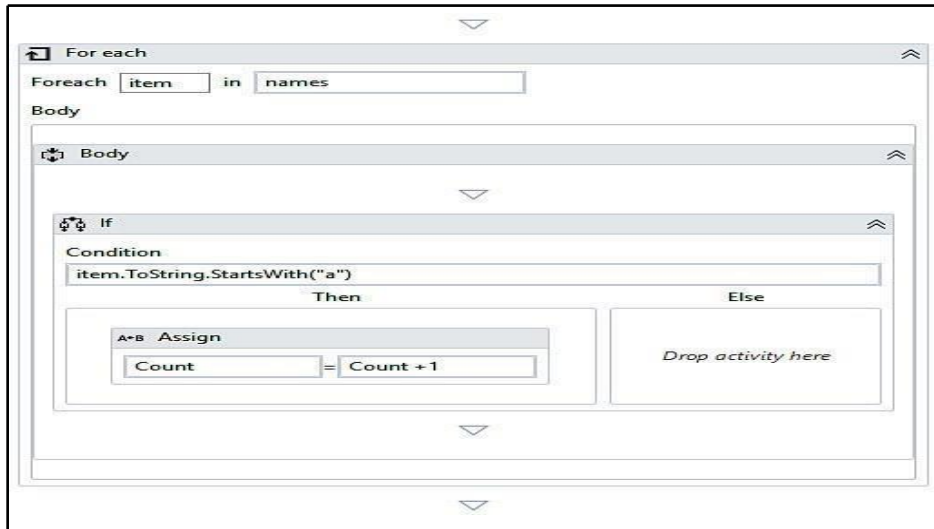 For each
Foreach item in names
Body
Body
If
Condition
item.ToString.StartsWith("a")
Then Else
A+B Assign
Count = Count +1
Drop activity here